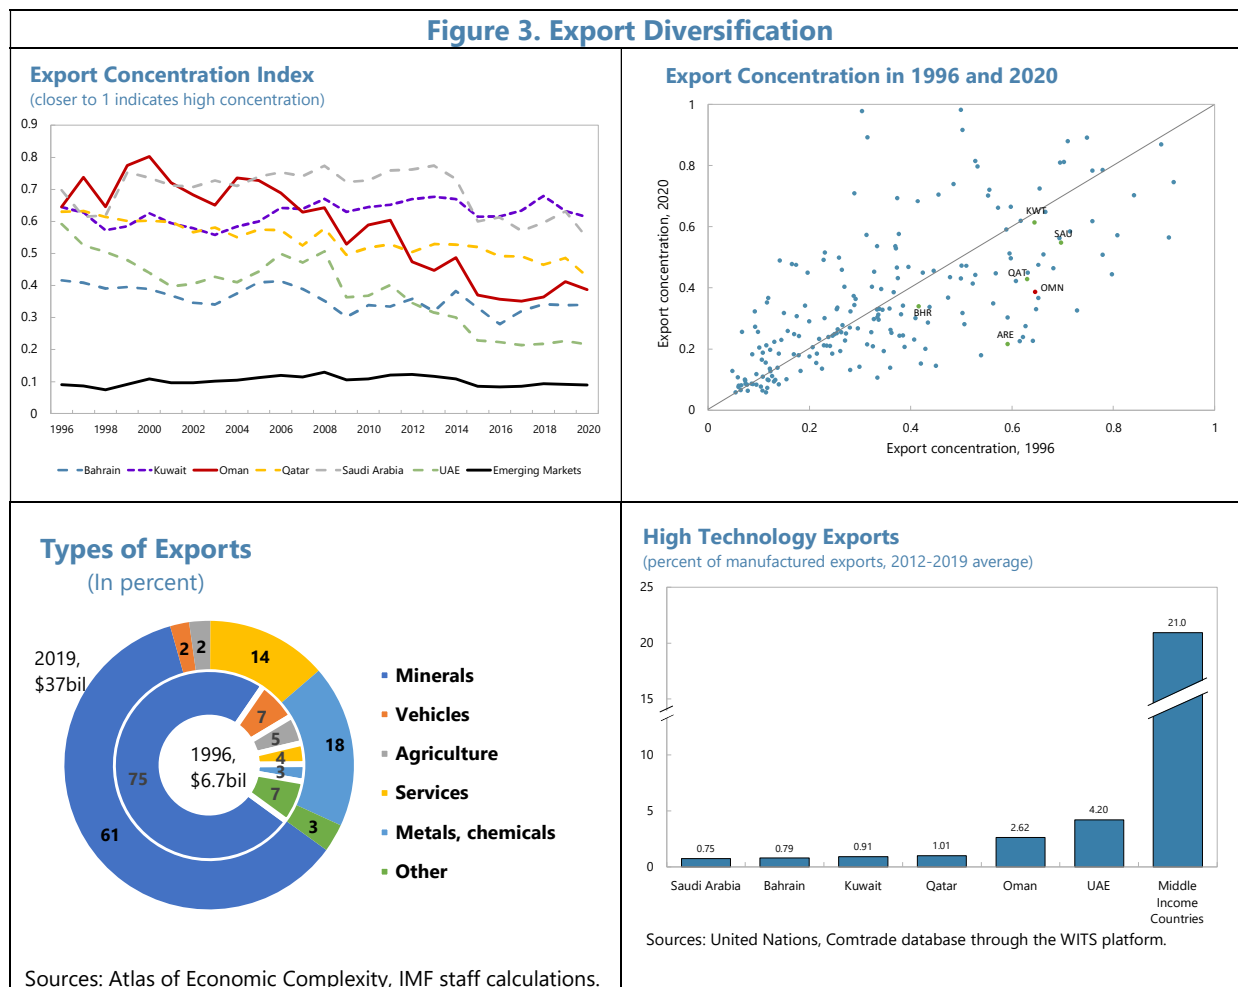 Figure 3. Export Diversification
Export Concentration Index
(closer to 1 indicates high concentration)
0.9
0.8
0.7
0.6
0.5
0.4
0.3
0.2
0.1
0
1996 1998 2000 2002 2004 2006 2008 2010 2012 2014 2016 2018 2020
Bahrain Kuwait Oman Qatar Saudi Arabia UAE Emerging Markets
Export Concentration in 1996 and 2020
Export concentration, 2020
1
0.8
0.6
0.4
0.2
0
KWT
SAU
QAT
OMN
BHR
ARE
0 0.2 0.4 0.6 0.8 1
Export concentration, 1996
Types of Exports
(In percent)
2019,
$37bil
1996,
$6.7bil
2 2
14
18
3
61
75
7
5
4
3
7
Minerals
Vehicles
Agriculture
Services
Metals, chemicals
Other
Sources: Atlas of Economic Complexity, IMF staff calculations.
High Technology Exports
(percent of manufactured exports, 2012-2019 average)
25
20
15
10
5
0
0.75
0.79
0.91
1.01
2.62
4.20
21.0
Saudi Arabia Bahrain Kuwait Qatar Oman UAE Middle
Income
Countries
Sources: United Nations, Comtrade database through the WITS platform.